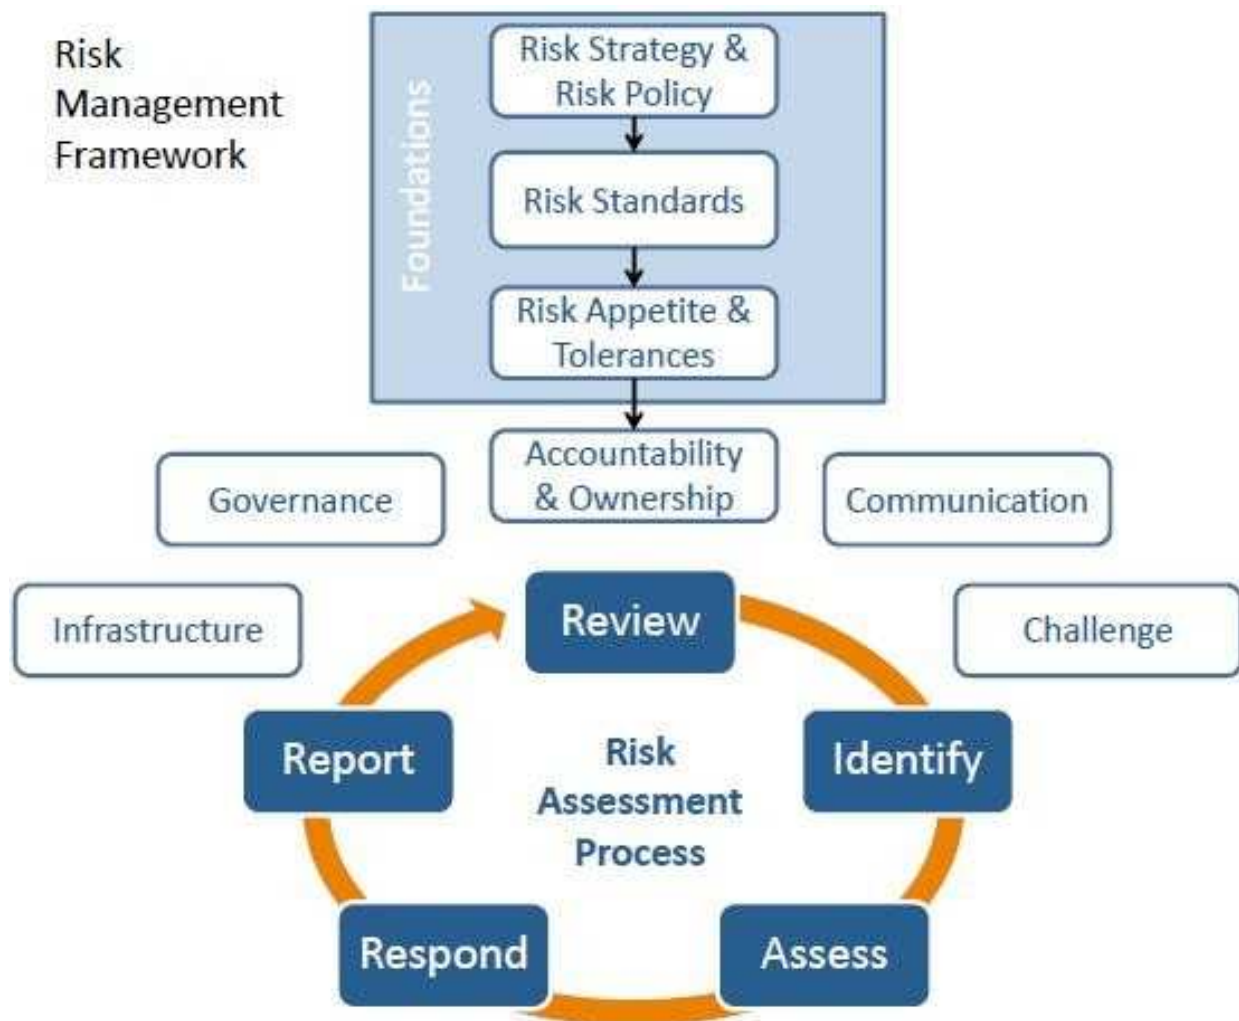 Risk
Management
Framework
Foundations
Risk Strategy &
Risk Policy
Risk Standards
Risk Appetite &
Tolerances
Accountability
& Ownership
Governance
Communication
Infrastructure
Challenge
Review
Report
Identify
Risk
Assessment
Process
Respond
Assess